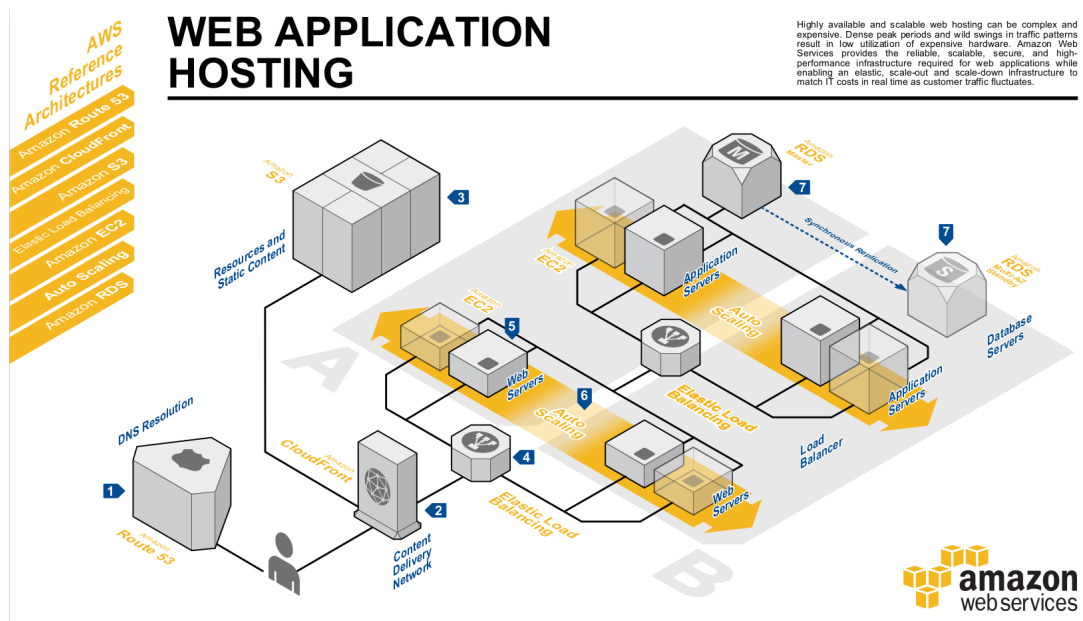 AWS
Reference
Architectures
Amazon Route 53
Amazon CloudFront
Amazon S3
Elastic Load Balancing
Amazon EC2
Auto Scaling
Amazon RDS
WEB APPLICATION
HOSTING
Highly available and scalable web hosting can be complex and
expensive. Dense peak periods and wild swings in traffic patterns
result in low utilization of expensive hardware. Amazon Web
Services provides the reliable, scalable, secure, and high-
performance infrastructure required for web applications while
enabling an elastic, scale-out and scale-down infrastructure to
match IT costs in real time as customer traffic fluctuates.
Amazon
S3
3
Resources and
Static Content
M
Amazon
RDS
Master
7
Synchronous Replication
7
S
Amazon
RDS
Multi-AZ
Standby
Database
Servers
Amazon
EC2
Application
Servers
Auto
Scaling
Application
Servers
Amazon
EC2
5
Web
Servers
6
Auto
Scaling
Elastic Load
Balancing
Load
Balancer
A
DNS Resolution
1
Amazon
Route 53
Amazon
CloudFront
2
Content
Delivery
Network
4
Elastic Load
Balancing
Web
Servers
B
amazon
web services